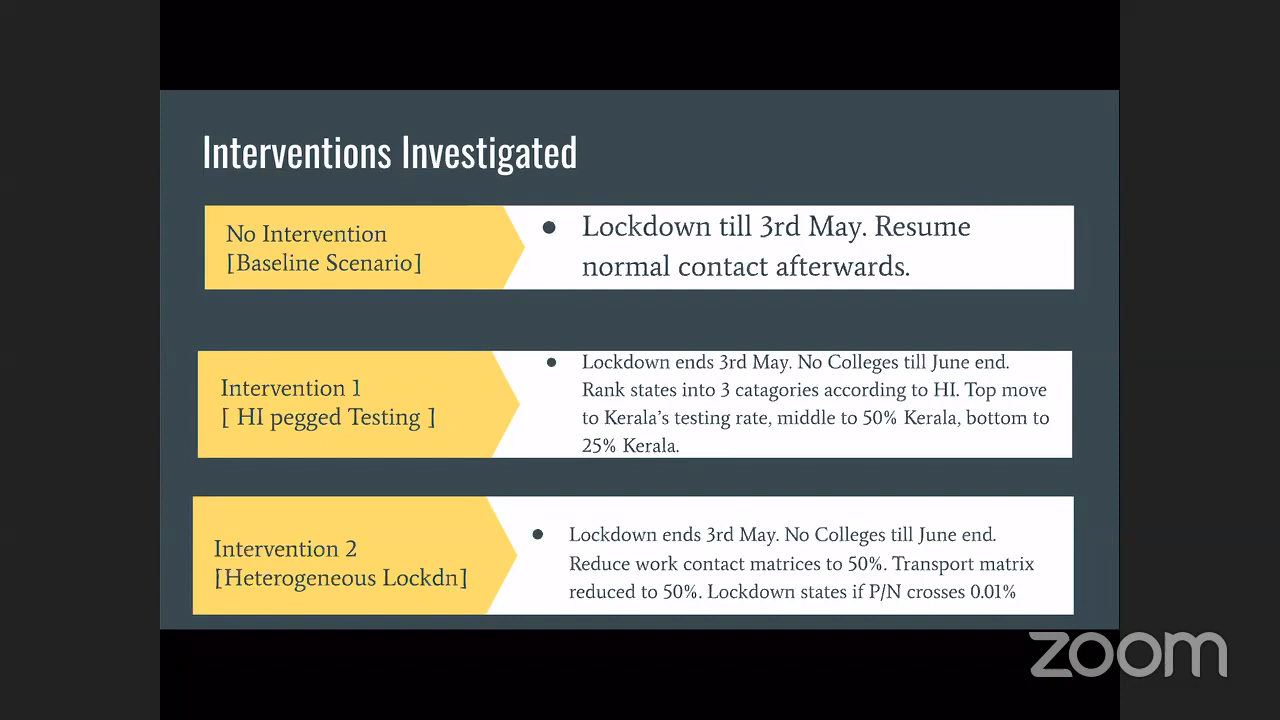 Interventions Investigated
No Intervention
[Baseline Scenario]
● Lockdown till 3rd May. Resume
normal contact afterwards.
Intervention 1
[ HI pegged Testing ]
● Lockdown ends 3rd May. No Colleges till June end.
Rank states into 3 catagories according to HI. Top move
to Kerala's testing rate, middle to 50% Kerala, bottom to
25% Kerala.
Intervention 2
[Heterogeneous Lockdn]
● Lockdown ends 3rd May. No Colleges till June end.
Reduce work contact matrices to 50%. Transport matrix
reduced to 50%. Lockdown states if P/N crosses 0.01%
zoom